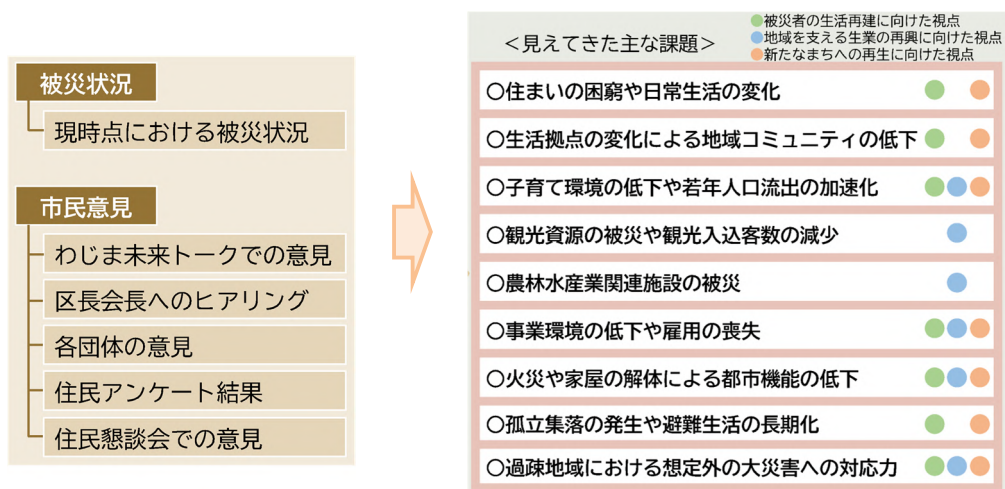 被災状況
現時点における被災状況
市民意見
わじま未来トークでの意見
区長会長へのヒアリング
各団体の意見
住民アンケート結果
住民懇談会での意見
＜見えてきた主な課題＞
●被災者の生活再建に向けた視点
●地域を支える生業の再興に向けた視点
●新たなまちへの再生に向けた視点
〇住まいの困窮や日常生活の変化
〇生活拠点の変化による地域コミュニティの低下
〇子育て環境の低下や若年人口流出の加速化
〇観光資源の被災や観光入込客数の減少
〇農林水産業関連施設の被災
〇事業環境の低下や雇用の喪失
〇火災や家屋の解体による都市機能の低下
〇孤立集落の発生や避難生活の長期化
〇過疎地域における想定外の大災害への対応力